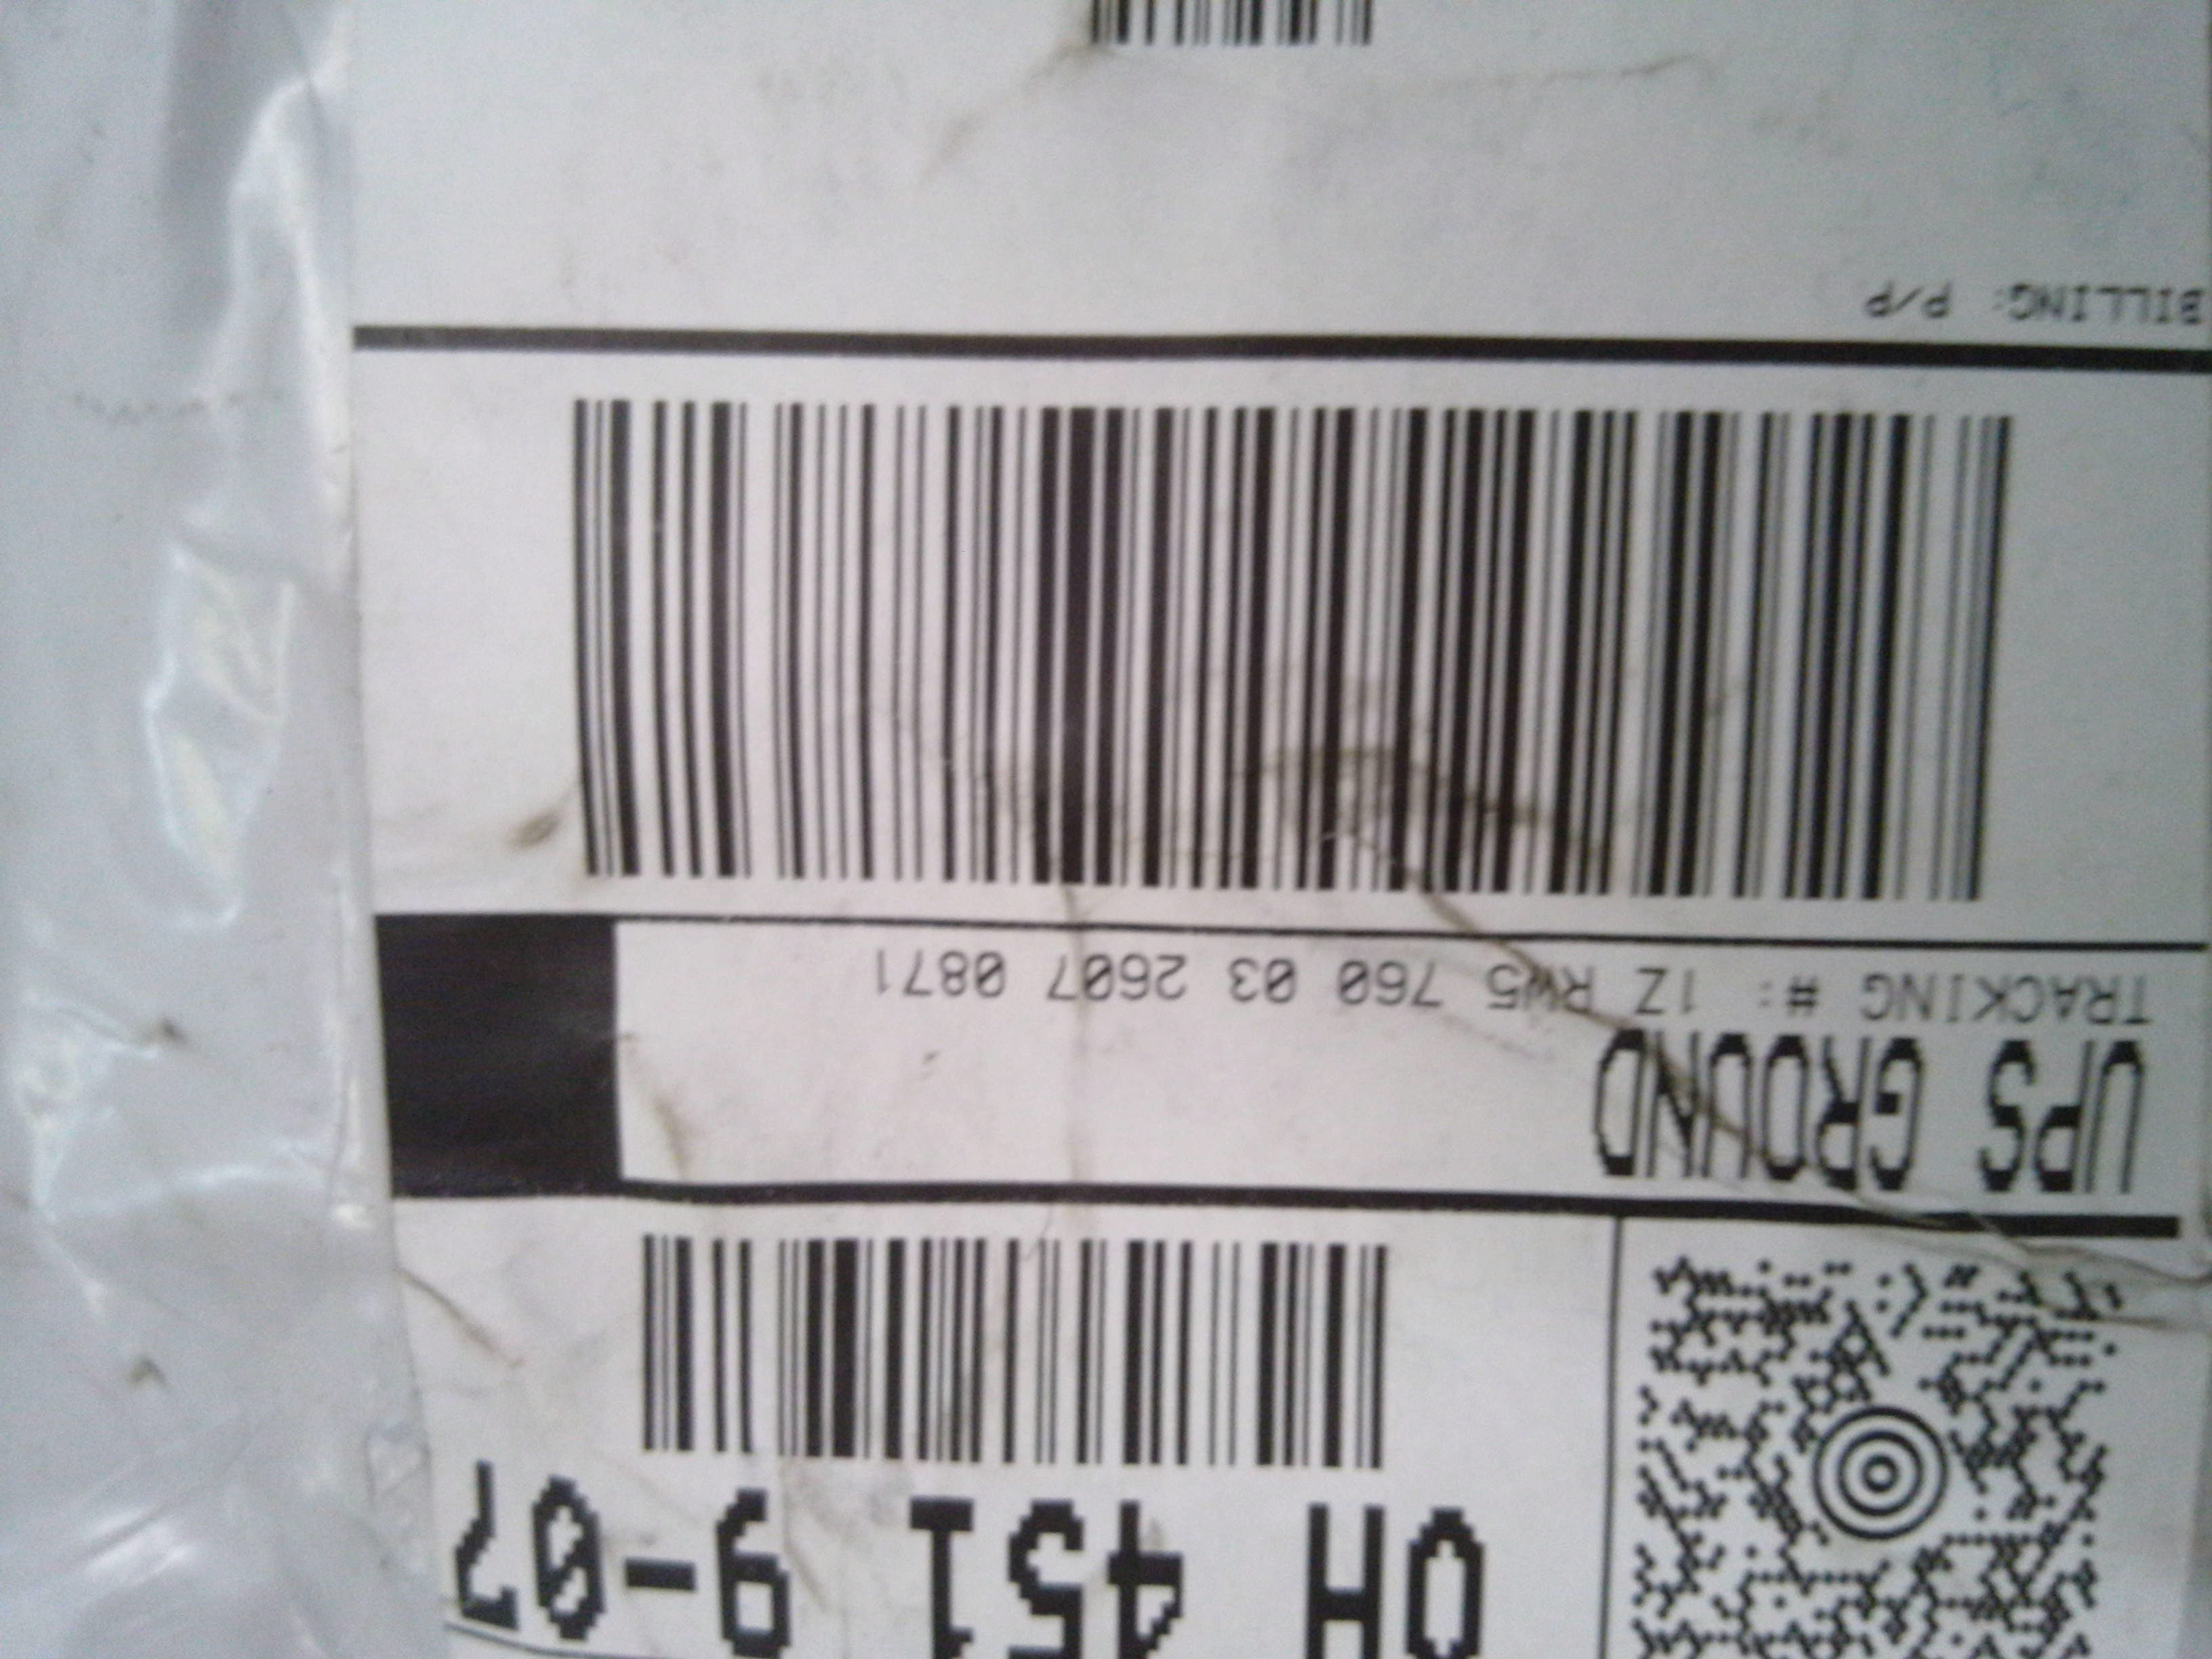 OH 451 9-07
UPS GROUND
TRACKING #: 1Z RW5 760 03 2607 0871
BILLING: P/P